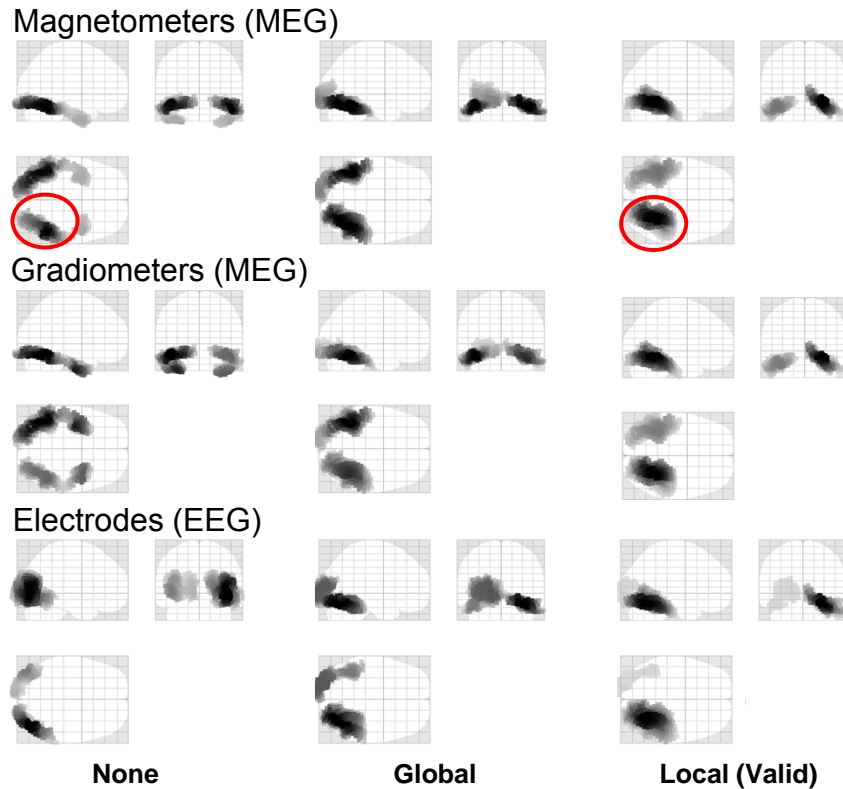 Magnetometers (MEG)
Gradiometers (MEG)
Electrodes (EEG)
None
Global
Local (Valid)